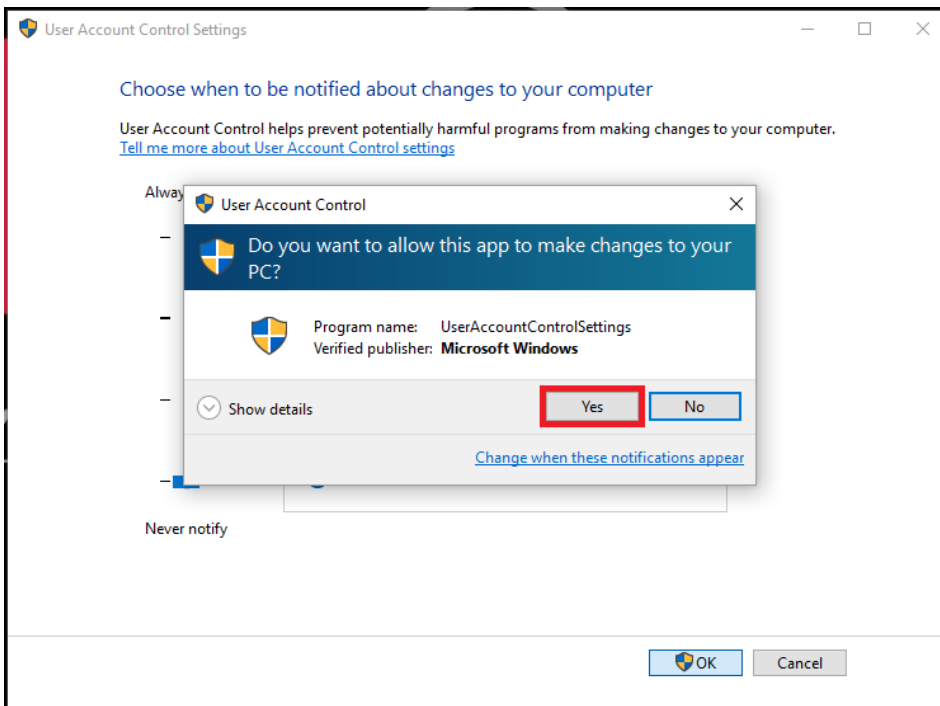 User Account Control Settings
Choose when to be notified about changes to your computer
User Account Control helps prevent potentially harmful programs from making changes to your computer.
Tell me more about User Account Control settings
User Account Control
Do you want to allow this app to make changes to your
PC?
Program name: UserAccountControlSettings
Verified publisher: Microsoft Windows
Show details
Yes
No
Change when these notifications appear
Never notify
OK
Cancel